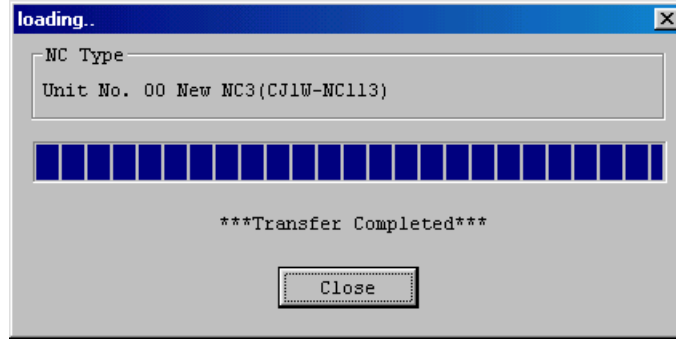 loading..
NC Type
Unit No. 00 New NC3(CJ1W-NC113)
***Transfer Completed***
Close